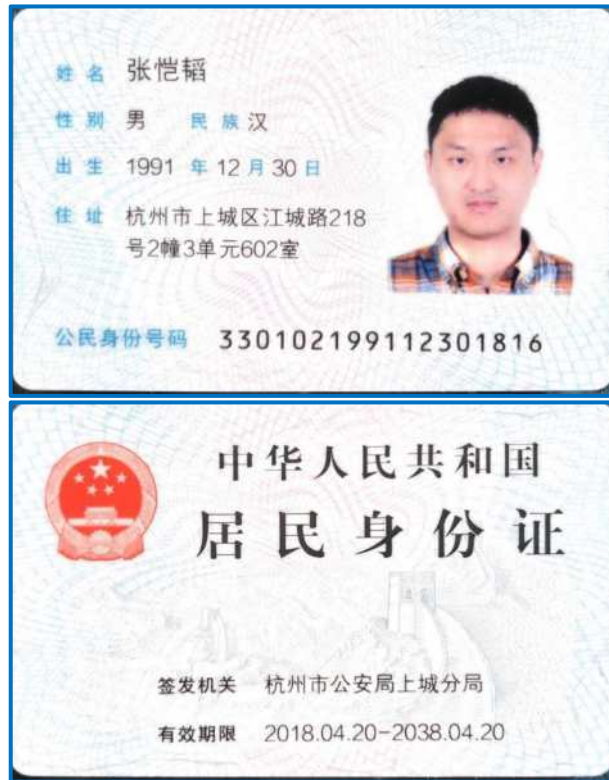 姓名 张恺韬
性别 男 民族 汉
出生 1991 年 12 月 30 日
住址 杭州市上城区江城路218
号2幢3单元602室
公民身份号码 330102199112301816
中华人民共和国
居民身份证
签发机关 杭州市公安局上城分局
有效期限 2018.04.20-2038.04.20